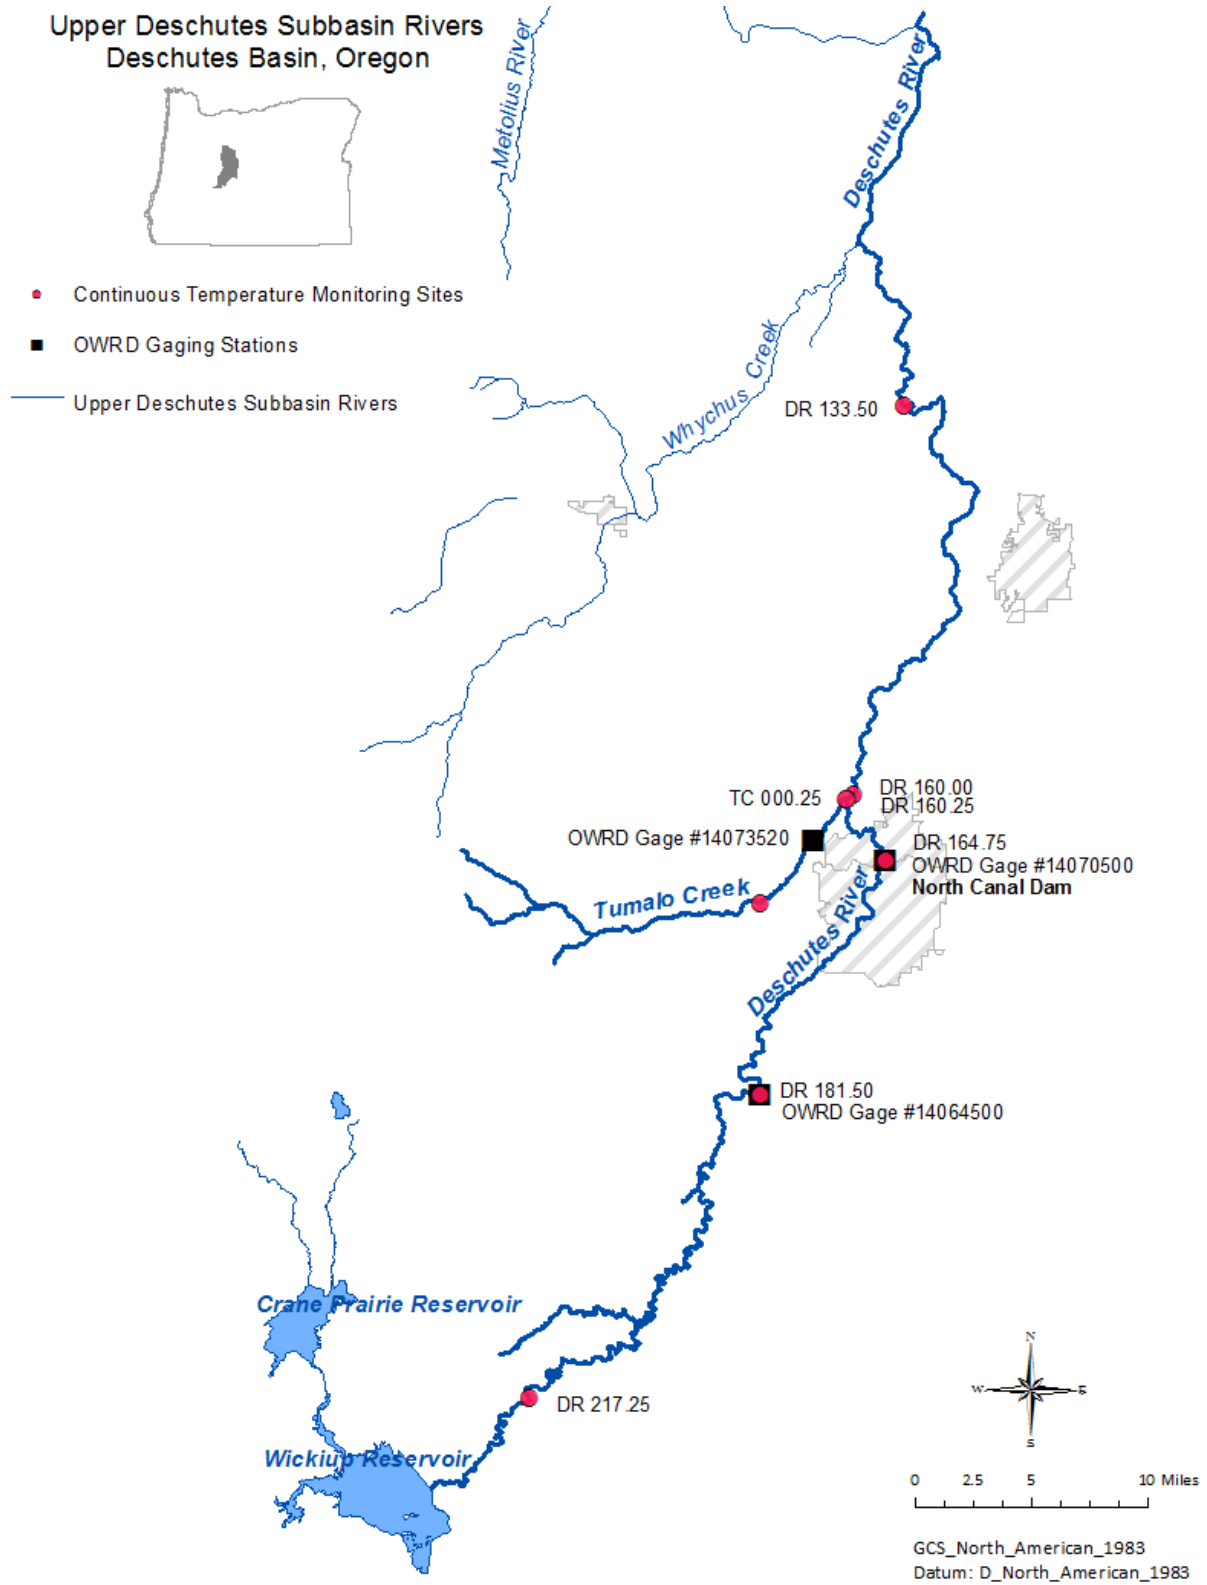 Upper Deschutes Subbasin Rivers
Deschutes Basin, Oregon
Metolius River
Deschutes River
Continuous Temperature Monitoring Sites
OWRD Gaging Stations
Upper Deschutes Subbasin Rivers
Whychus Creek
DR 133.50
DR 160.00
TC 000.25
DR 160.25
OWRD Gage #14073520
DR 164.75
OWRD Gage #14070500
North Canal Dam
Tumalo Creek
Deschutes River
DR 181.50
OWRD Gage #14064500
Crane Prairie Reservoir
DR 217.25
Wickiup Reservoir
N
W
E
S
0 2.5 5 10 Miles
GCS_North_American_1983
Datum: D_North_American_1983